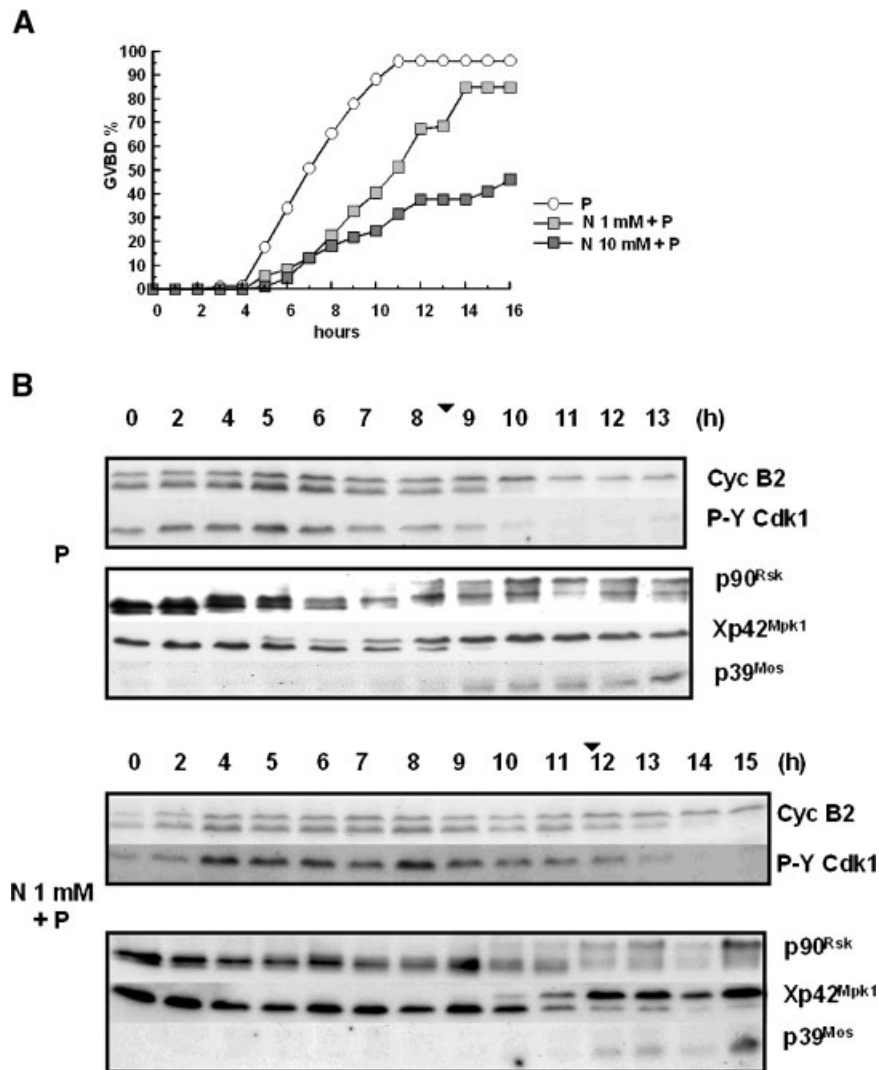 A
100
90
80
70
60
50
40
30
20
10
0
GVBD %
0 2 4 6 8 10 12 14 16
hours
P
N 1 mM + P
N 10 mM + P
B
0 2 4 5 6 7 8 9 10 11 12 13 (h)
Cyc B2
P-Y Cdk1
P
p90Rsk
Xp42Mpk1
p39Mos
0 2 4 5 6 7 8 9 10 11 12 13 14 15 (h)
Cyc B2
P-Y Cdk1
N 1 mM
+ P
p90Rsk
Xp42Mpk1
p39Mos